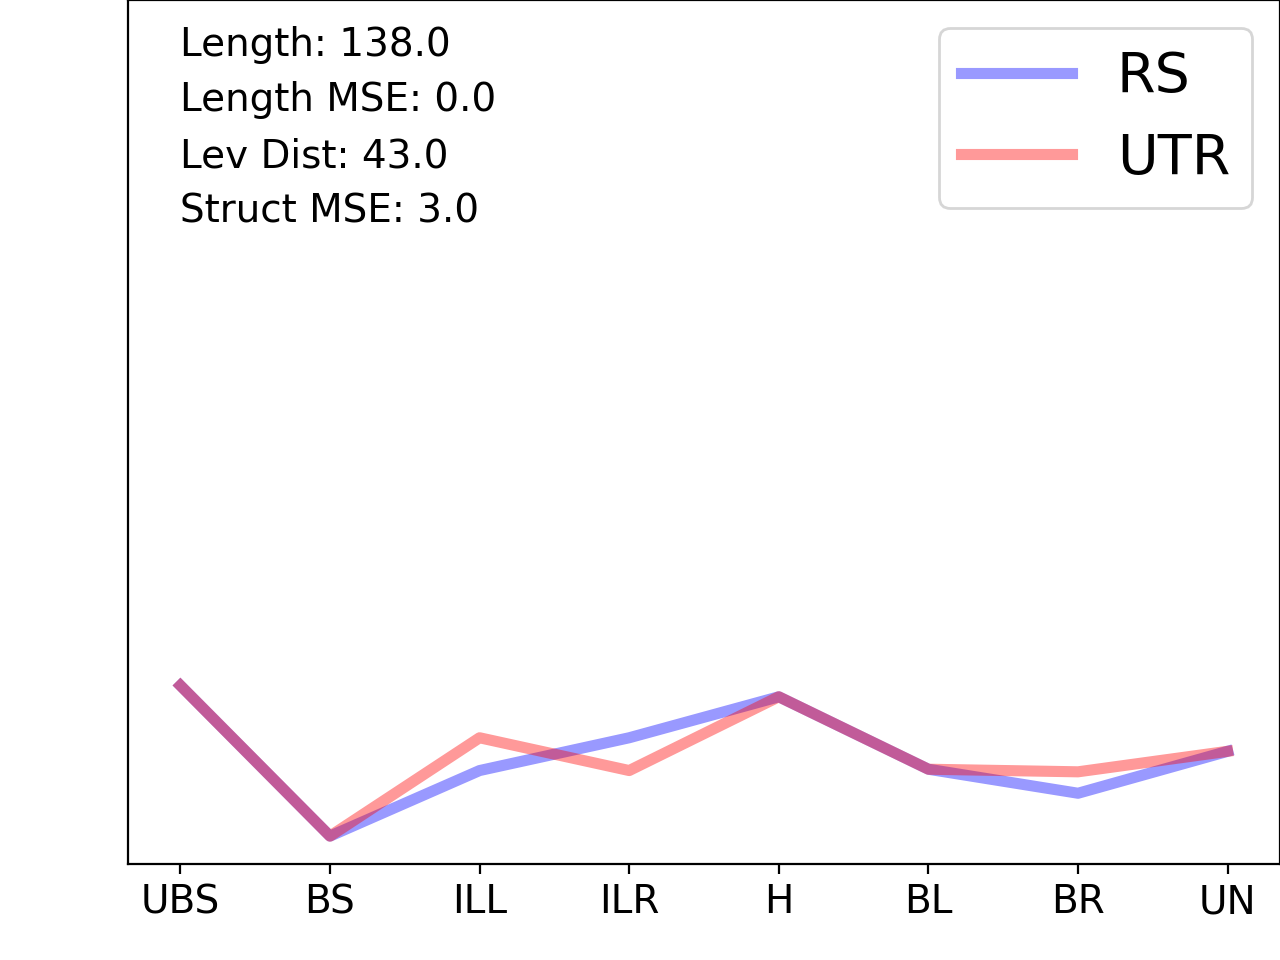 Length: 138.0
Length MSE: 0.0
Lev Dist: 43.0
Struct MSE: 3.0
RS
UTR
UBS BS ILL ILR H BL BR UN